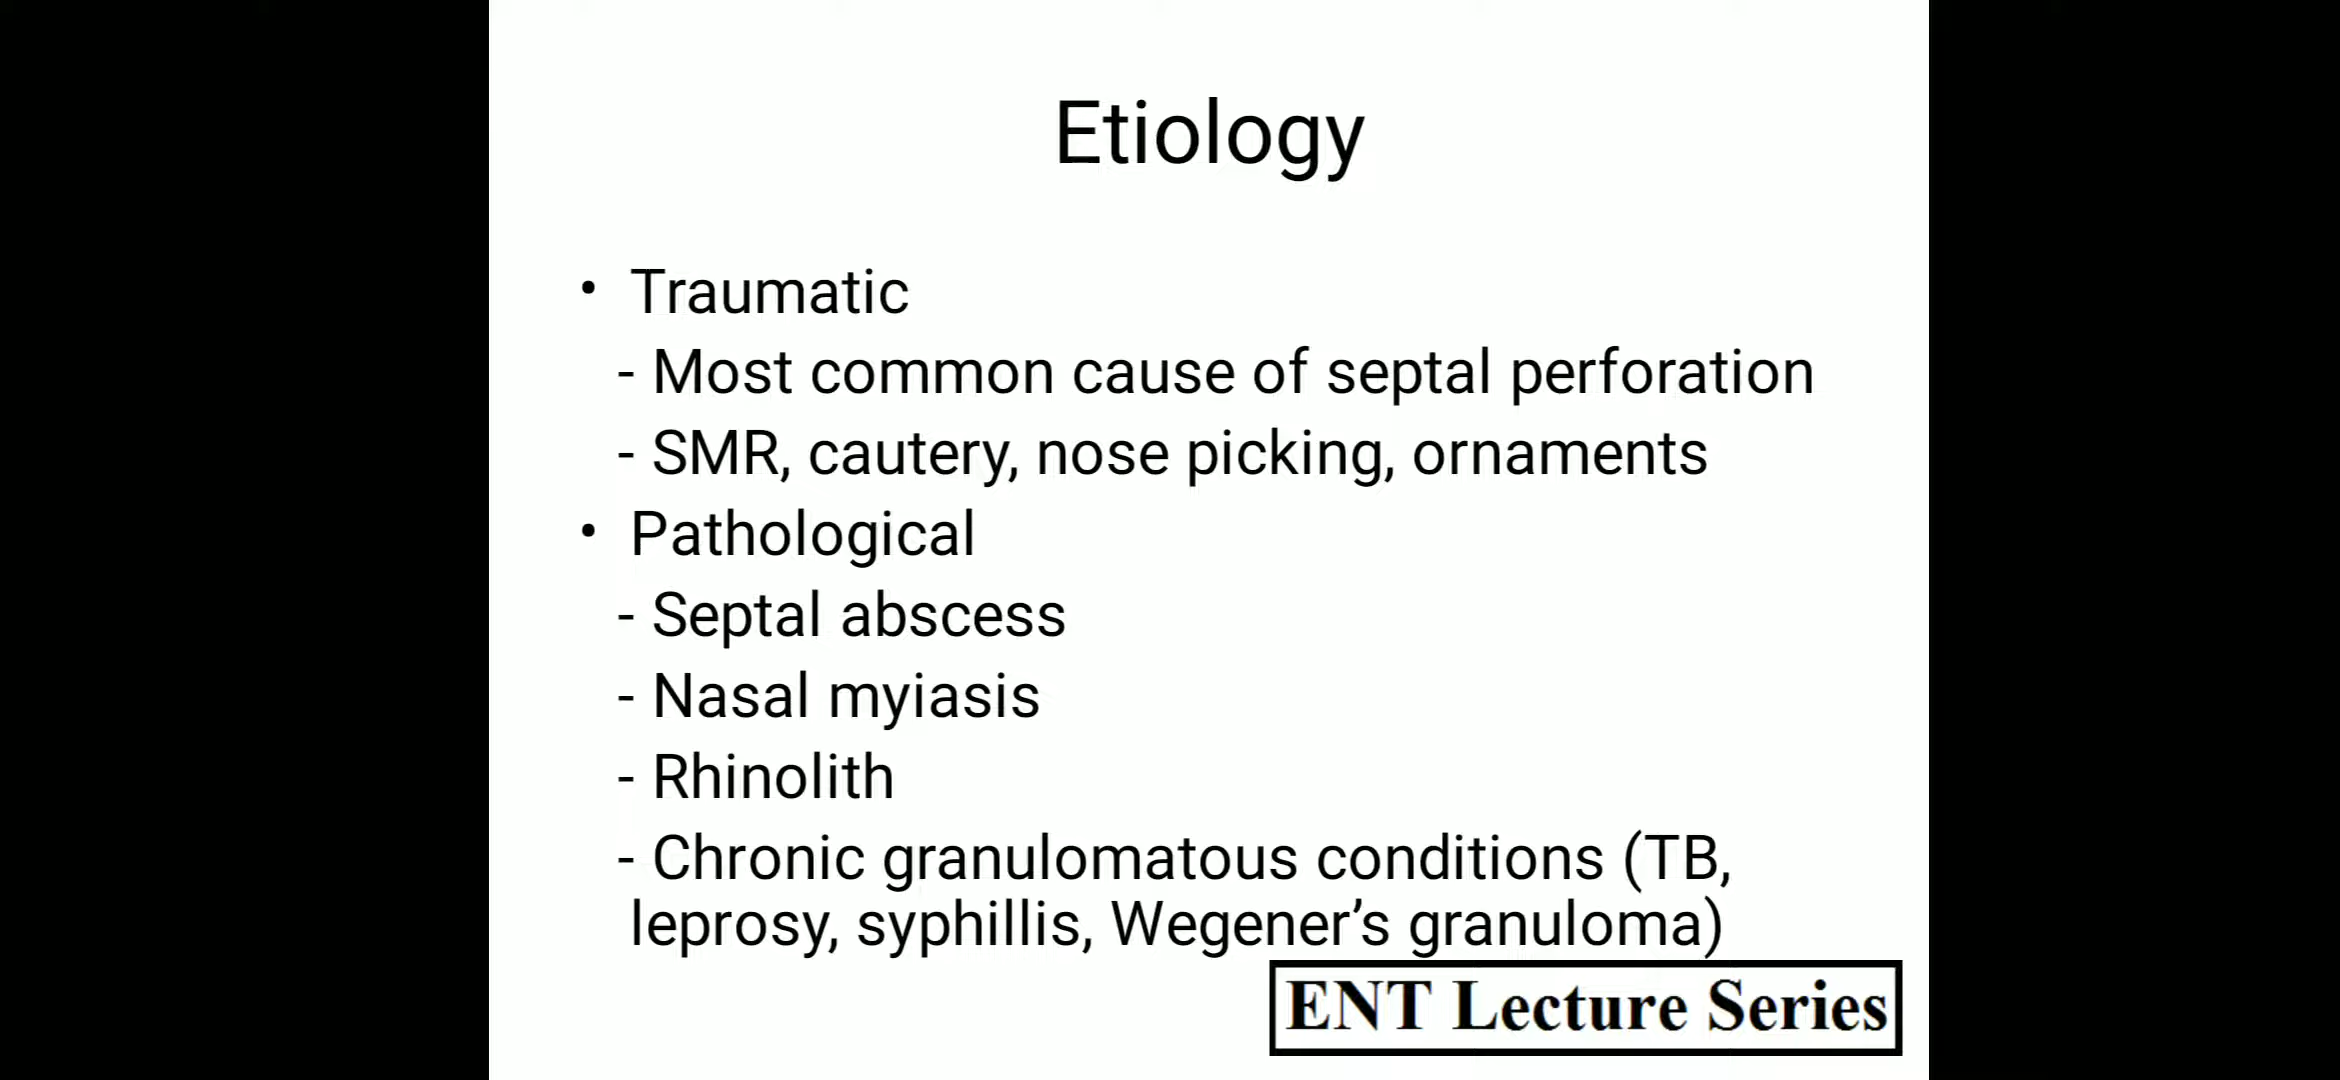 Etiology
• Traumatic
- Most common cause of septal perforation
- SMR, cautery, nose picking, ornaments
• Pathological
- Septal abscess
- Nasal myiasis
- Rhinolith
- Chronic granulomatous conditions (TB,
leprosy, syphillis, Wegener’s granuloma)
ENT Lecture Series